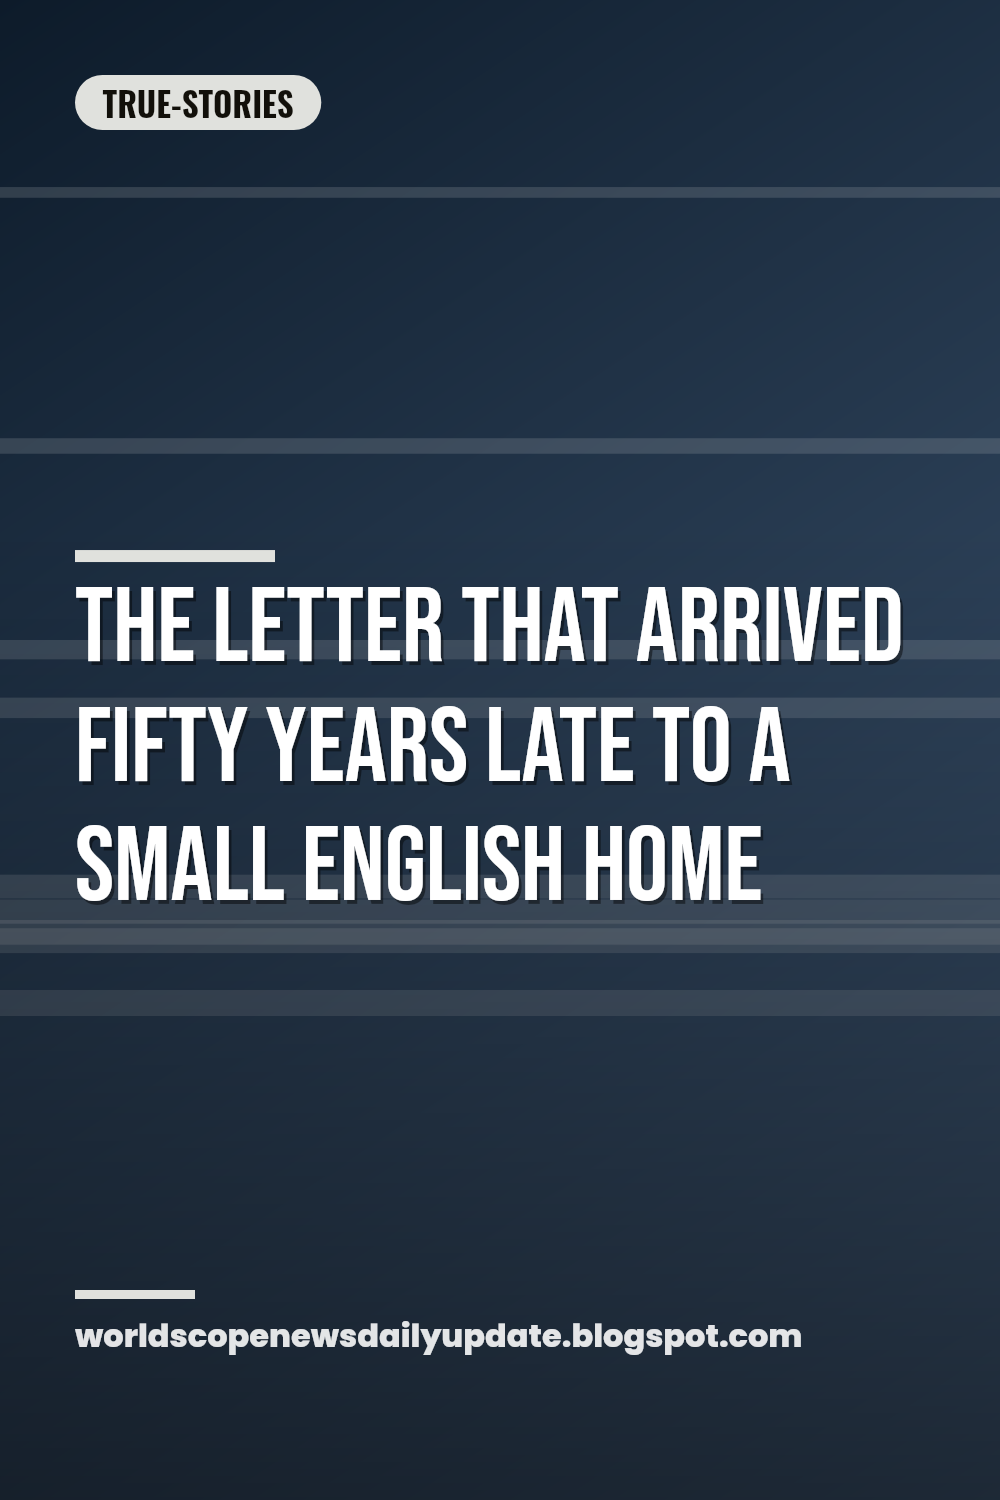 TRUE-STORIES
THE LETTER THAT ARRIVED
FIFTY YEARS LATE TO A
SMALL ENGLISH HOME
worldscopenewsdailyupdate.blogspot.com